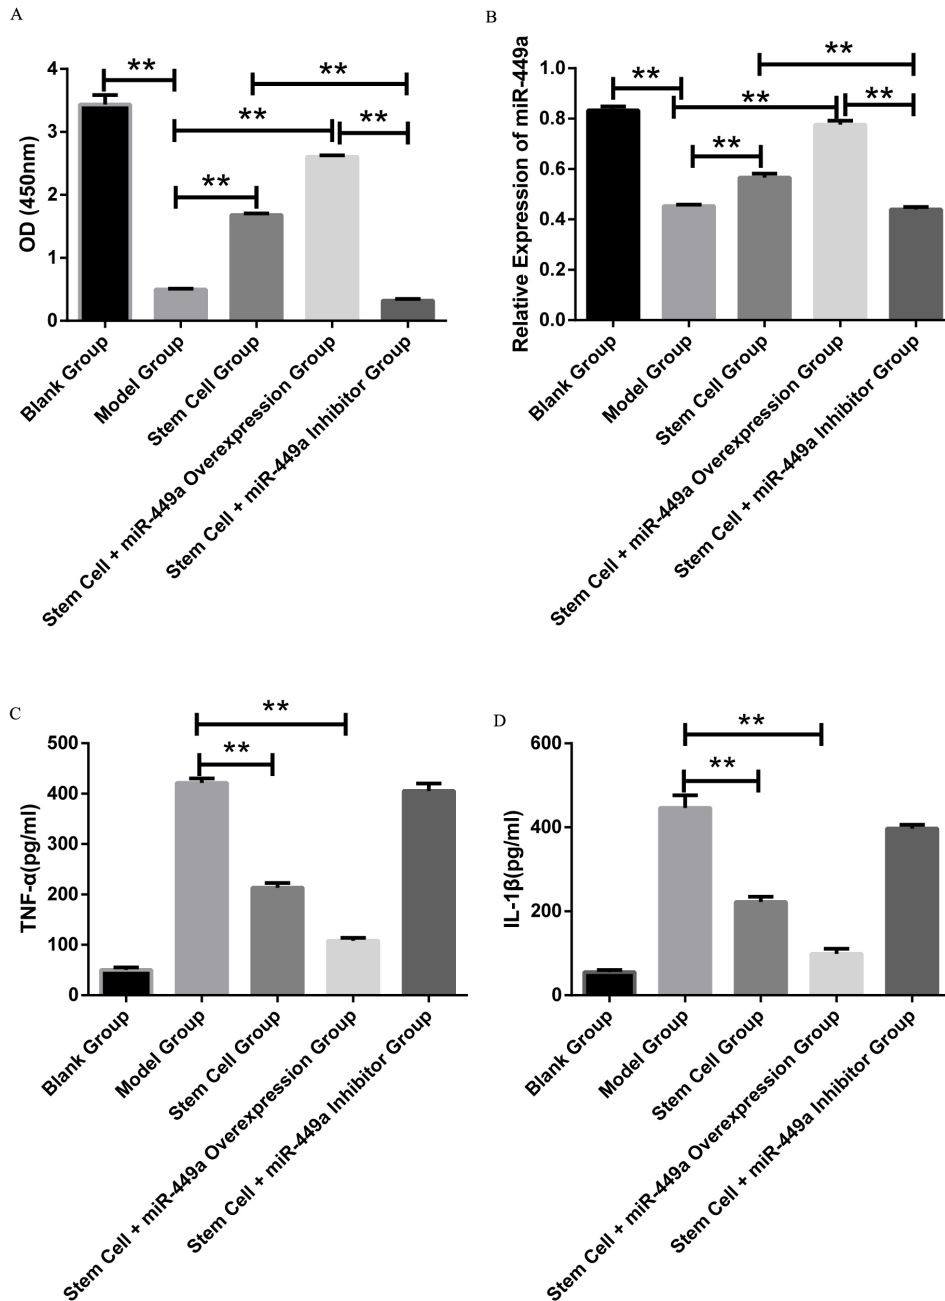 A
**
**
**
**
**
OD (450nm)
4
3
2
1
0
Blank Group
Model Group
Stem Cell Group
Stem Cell + miR-449a Overexpression Group
Stem Cell + miR-449a Inhibitor Group
B
**
**
**
**
**
Relative Expression of miR-449a
1.0
0.8
0.6
0.4
0.2
0.0
Blank Group
Model Group
Stem Cell Group
Stem Cell + miR-449a Overexpression Group
Stem Cell + miR-449a Inhibitor Group
C
**
**
TNF-α(pg/ml)
500
400
300
200
100
0
Blank Group
Model Group
Stem Cell Group
Stem Cell + miR-449a Overexpression Group
Stem Cell + miR-449a Inhibitor Group
D
**
**
IL-1β(pg/ml)
600
400
200
0
Blank Group
Model Group
Stem Cell Group
Stem Cell + miR-449a Overexpression Group
Stem Cell + miR-449a Inhibitor Group